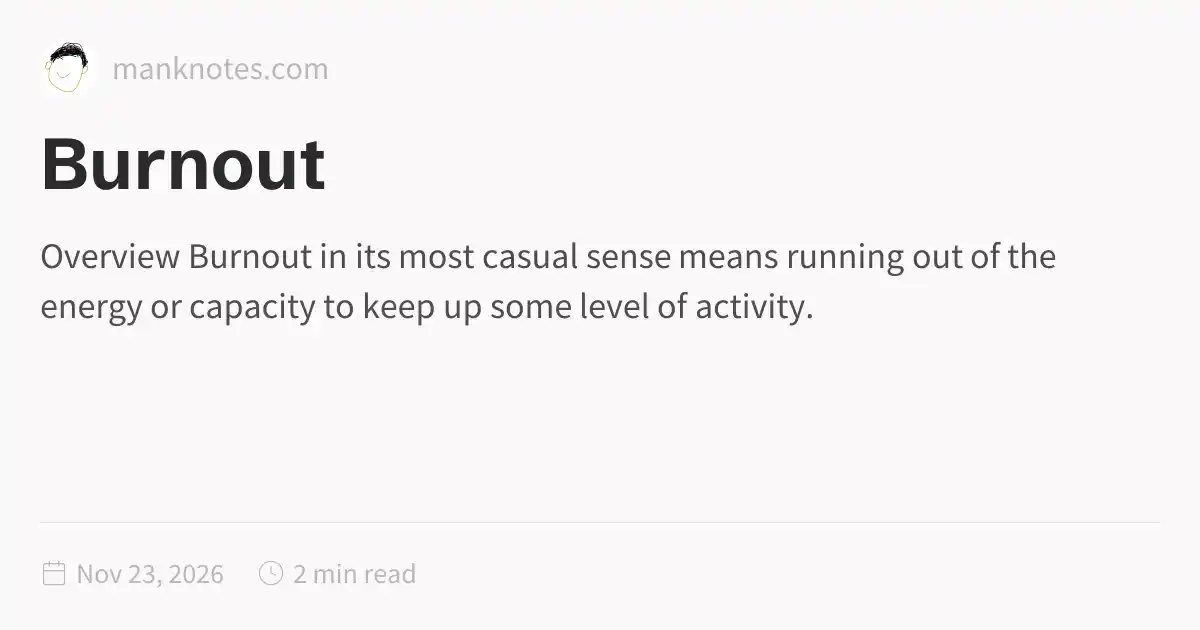 manknotes.com
Burnout
Overview Burnout in its most casual sense means running out of the
energy or capacity to keep up some level of activity.
Nov 23, 2026 2 min read